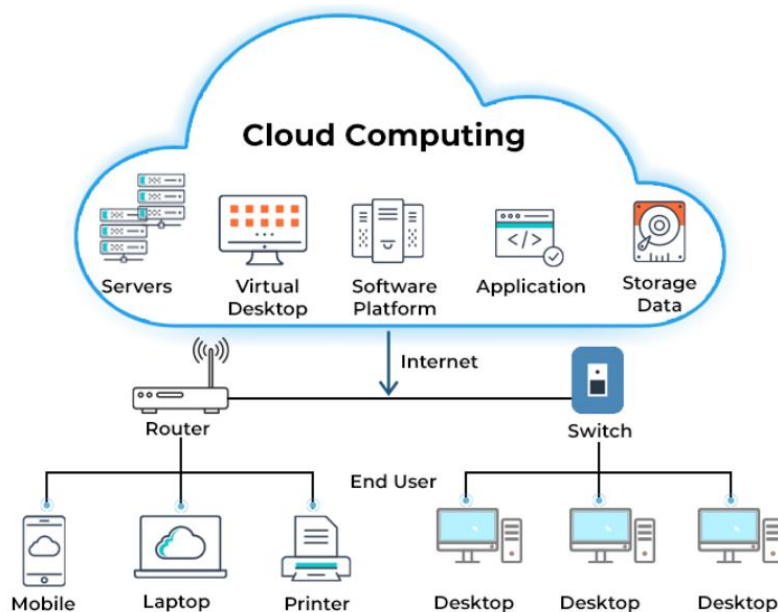 Cloud Computing
Servers
Virtual
Desktop
Software
Platform
Application
Storage
Data
Internet
Router
Switch
End User
Mobile
Laptop
Printer
Desktop
Desktop
Desktop